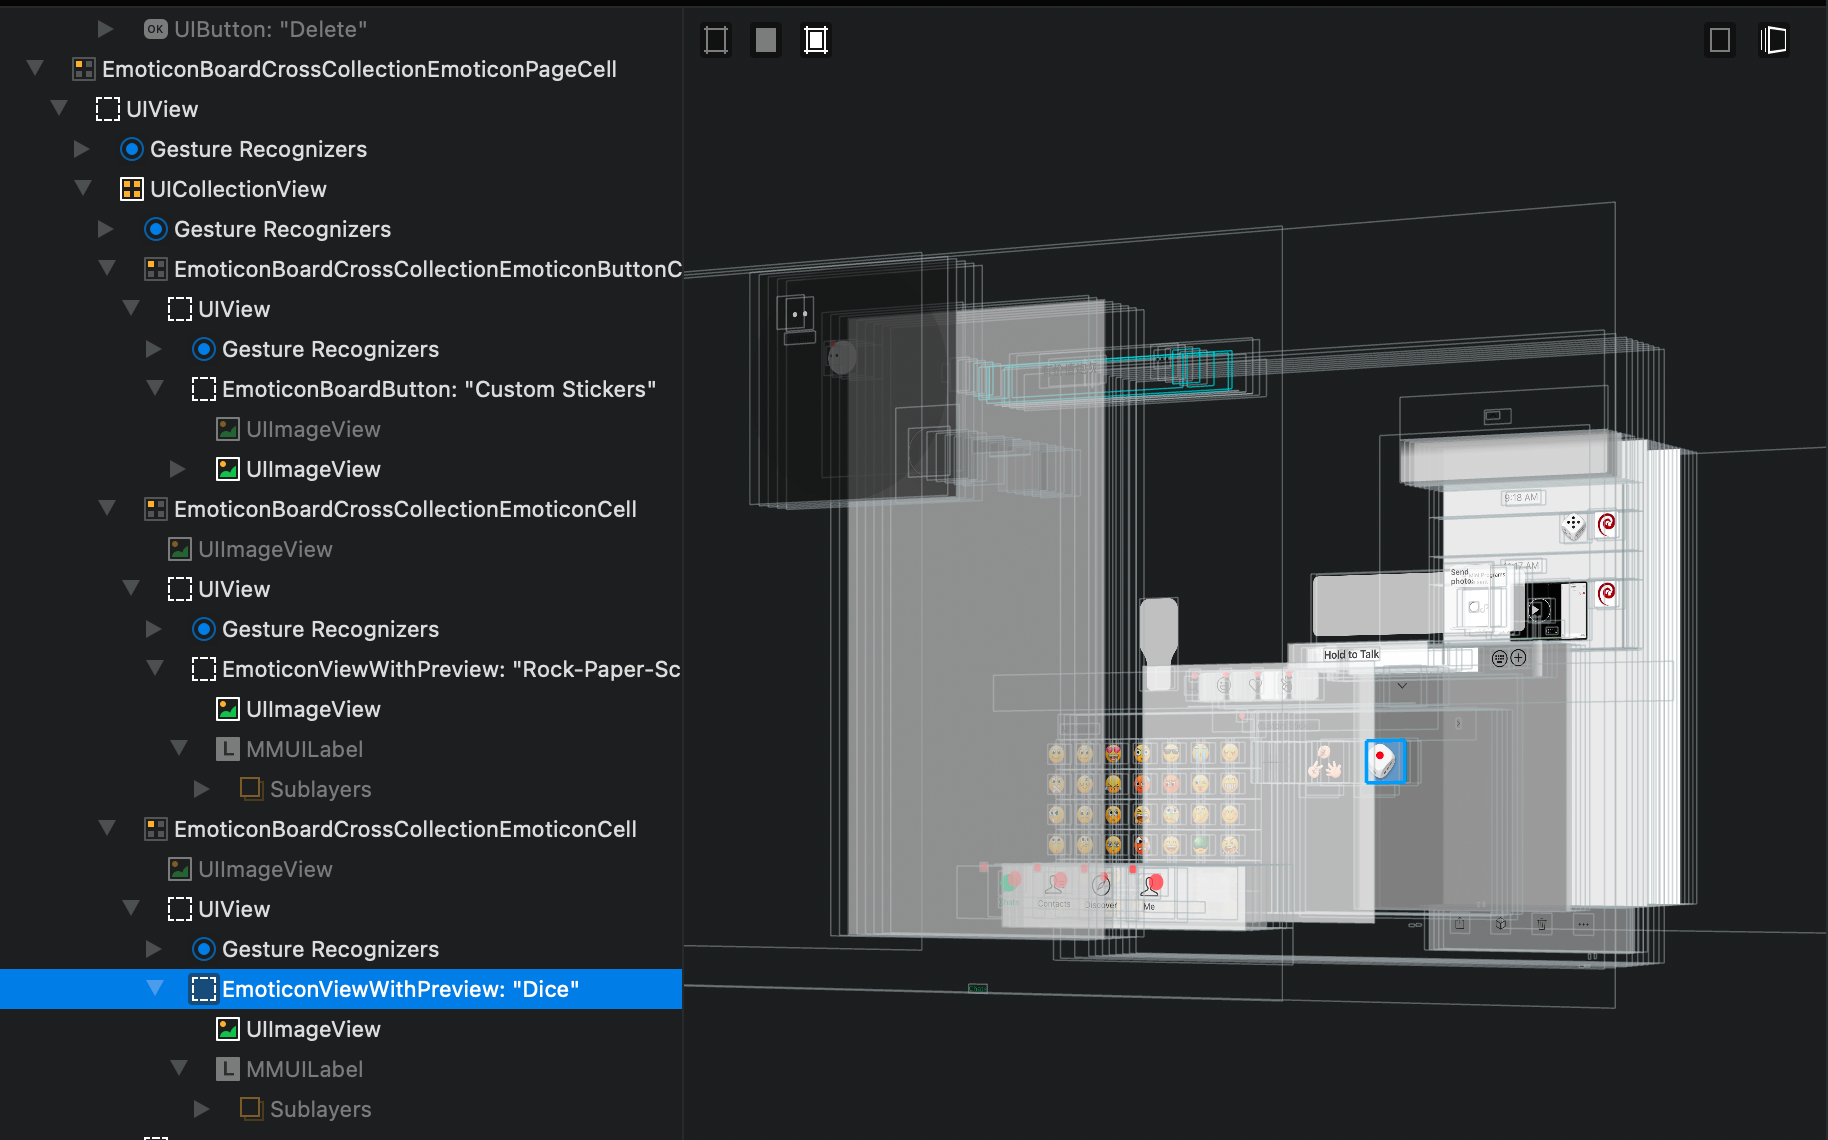 OK UIButton: "Delete"
EmoticonBoardCrossCollectionEmoticonPageCell
UIView
Gesture Recognizers
UICollectionView
Gesture Recognizers
EmoticonBoardCrossCollectionEmoticonButtonC
UIView
Gesture Recognizers
EmoticonBoardButton: "Custom Stickers"
UIImageView
UIImageView
EmoticonBoardCrossCollectionEmoticonCell
UIImageView
UIView
Gesture Recognizers
EmoticonViewWithPreview: "Rock-Paper-Sc
UIImageView
L MMUILabel
Sublayers
EmoticonBoardCrossCollectionEmoticonCell
UIImageView
UIView
Gesture Recognizers
EmoticonViewWithPreview: "Dice"
UIImageView
L MMUILabel
Sublayers
9:18 AM
Send
photo:
Hold to Talk
Contacts
Discover
Me